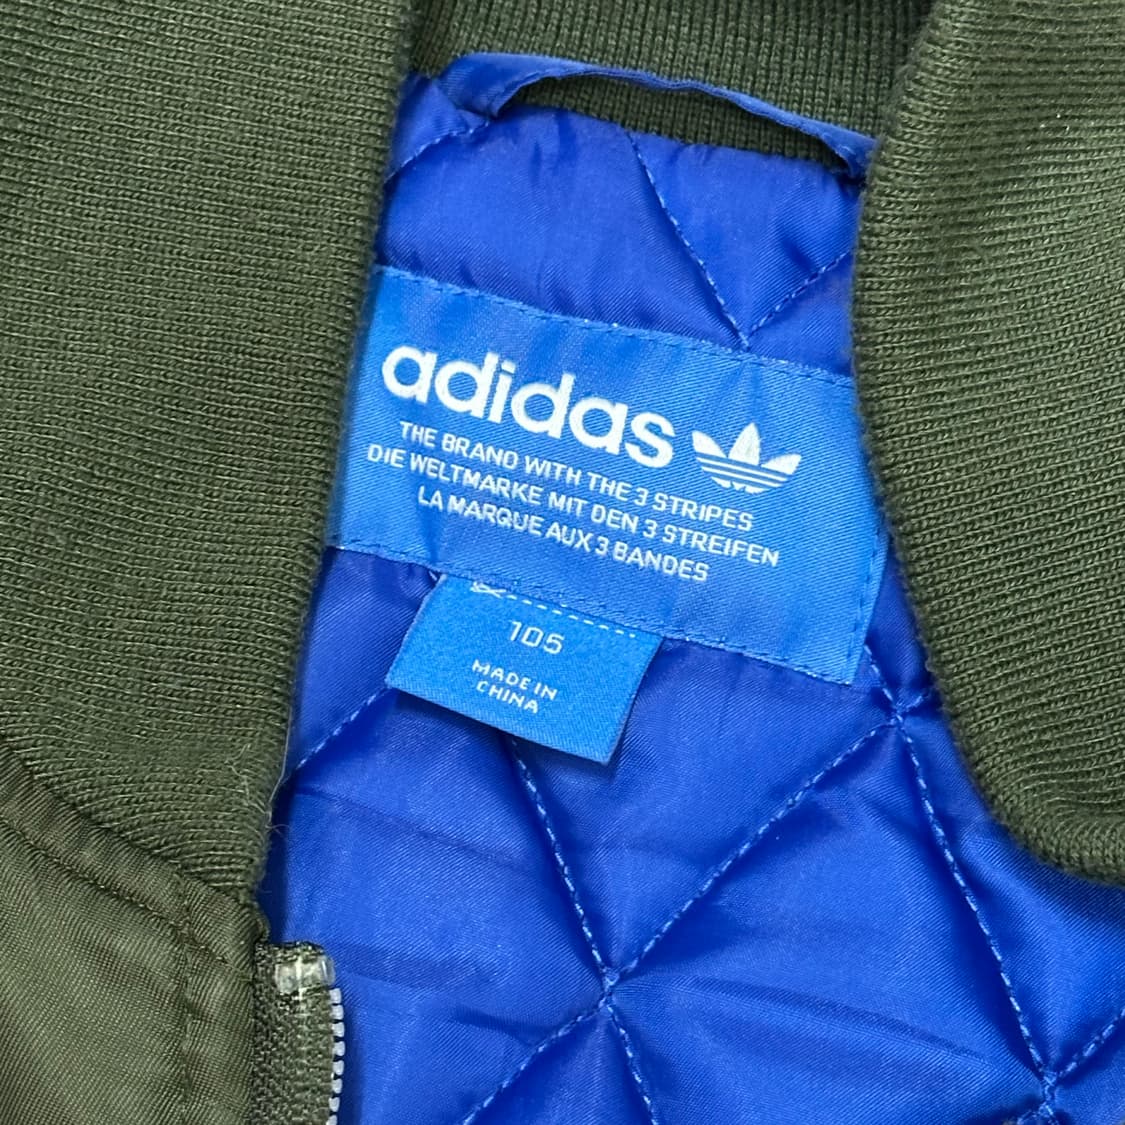 adidas
THE BRAND WITH THE 3 STRIPES
DIE WELTMARKE MIT DEN 3 STREIFEN
LA MARQUE AUX 3 BANDES
105
MADE IN
CHINA